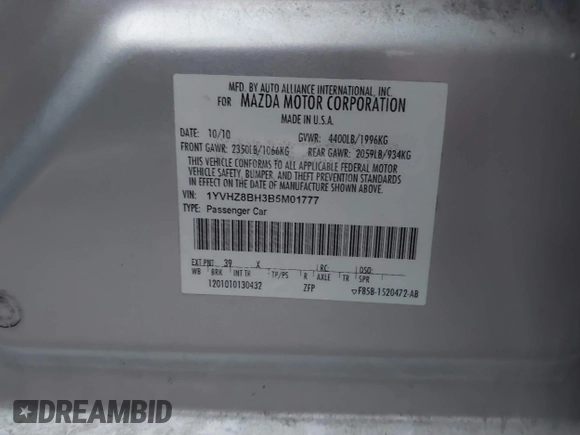 MFD. BY AUTO ALLIANCE INTERNATIONAL, INC.
FOR MAZDA MOTOR CORPORATION
MADE IN U.S.A.
DATE: 10/10 GVWR: 4400LB/1996KG
FRONT GAWR: 2350LB/1066KG REAR GAWR: 2059LB/934KG
THIS VEHICLE CONFORMS TO ALL APPLICABLE FEDERAL MOTOR
VEHICLE SAFETY, BUMPER, AND THEFT PREVENTION STANDARDS
IN EFFECT ON THE DATE OF MANUFACTURE SHOWN ABOVE.
VIN: 1YVHZ8BH3B5M01777
TYPE: Passenger Car
EXT PNT: 39 X RC: DSO:
WB BRK INT TR TP/PS R AXLE TR SPR
1201010130432 ZFP F85B-1520472-AB
DREAMBID